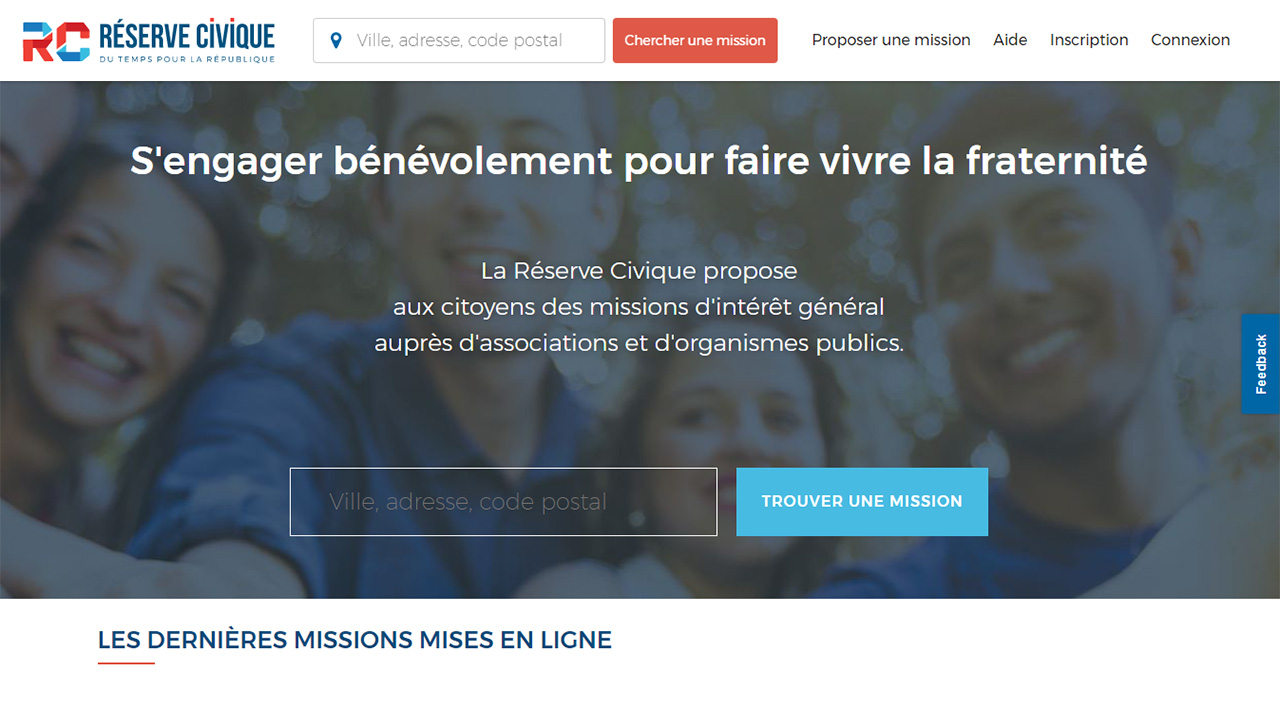 RC RÉSERVE CIVIQUE
DU TEMPS POUR LA RÉPUBLIQUE
Ville, adresse, code postal
Chercher une mission
Proposer une mission
Aide
Inscription
Connexion
S'engager bénévolement pour faire vivre la fraternité
La Réserve Civique propose
aux citoyens des missions d'intérêt général
auprès d'associations et d'organismes publics.
Feedback
Ville, adresse, code postal
TROUVER UNE MISSION
LES DERNIÈRES MISSIONS MISES EN LIGNE